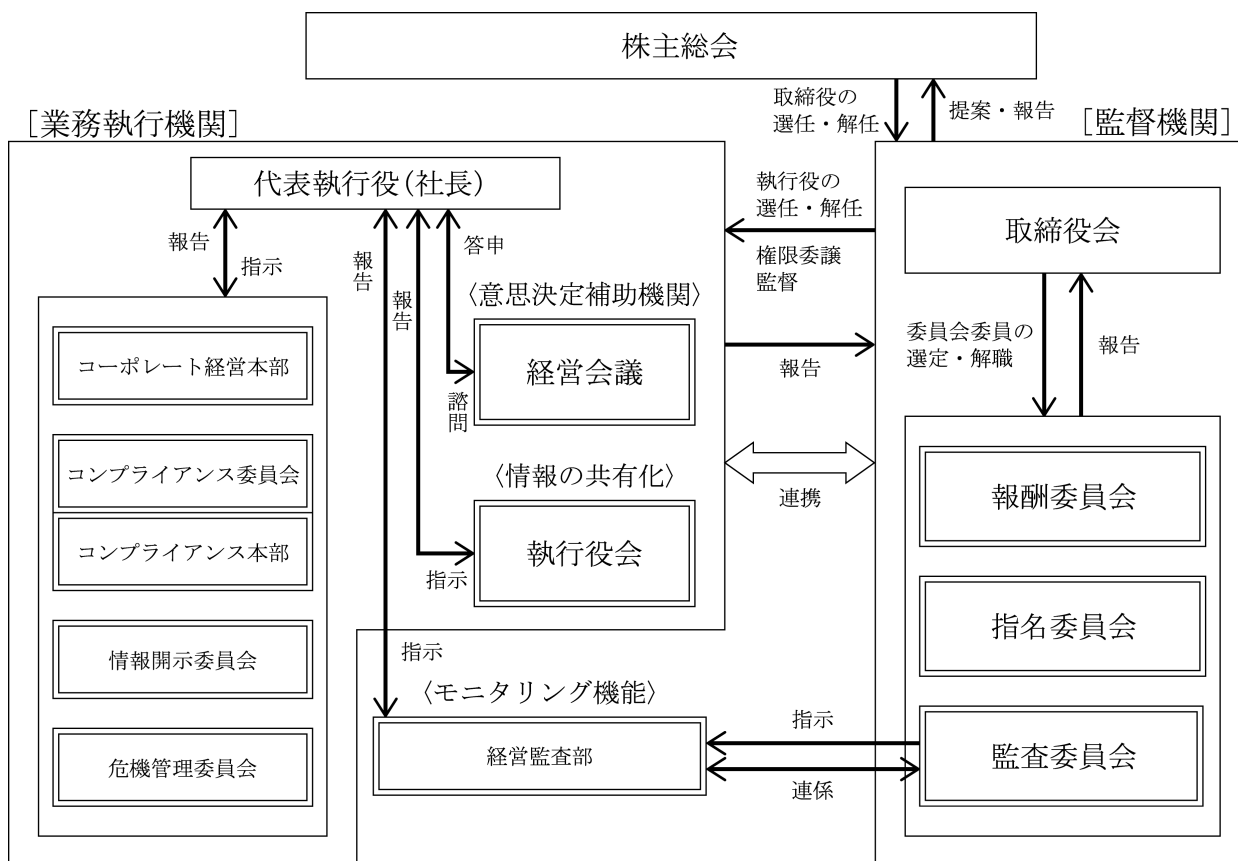 株主総会
取締役の
選任・解任
提案・報告
［業務執行機関］
［監督機関］
代表執行役（社長）
執行役の
選任・解任
権限委譲
監督
取締役会
報告
指示
報告
報告
答申
〈意思決定補助機関〉
経営会議
諮問
報告
委員会委員の
選定・解職
報告
コーポレート経営本部
コンプライアンス委員会
コンプライアンス本部
情報開示委員会
危機管理委員会
〈情報の共有化〉
執行役会
指示
連携
報酬委員会
指名委員会
監査委員会
指示
〈モニタリング機能〉
経営監査部
指示
連係